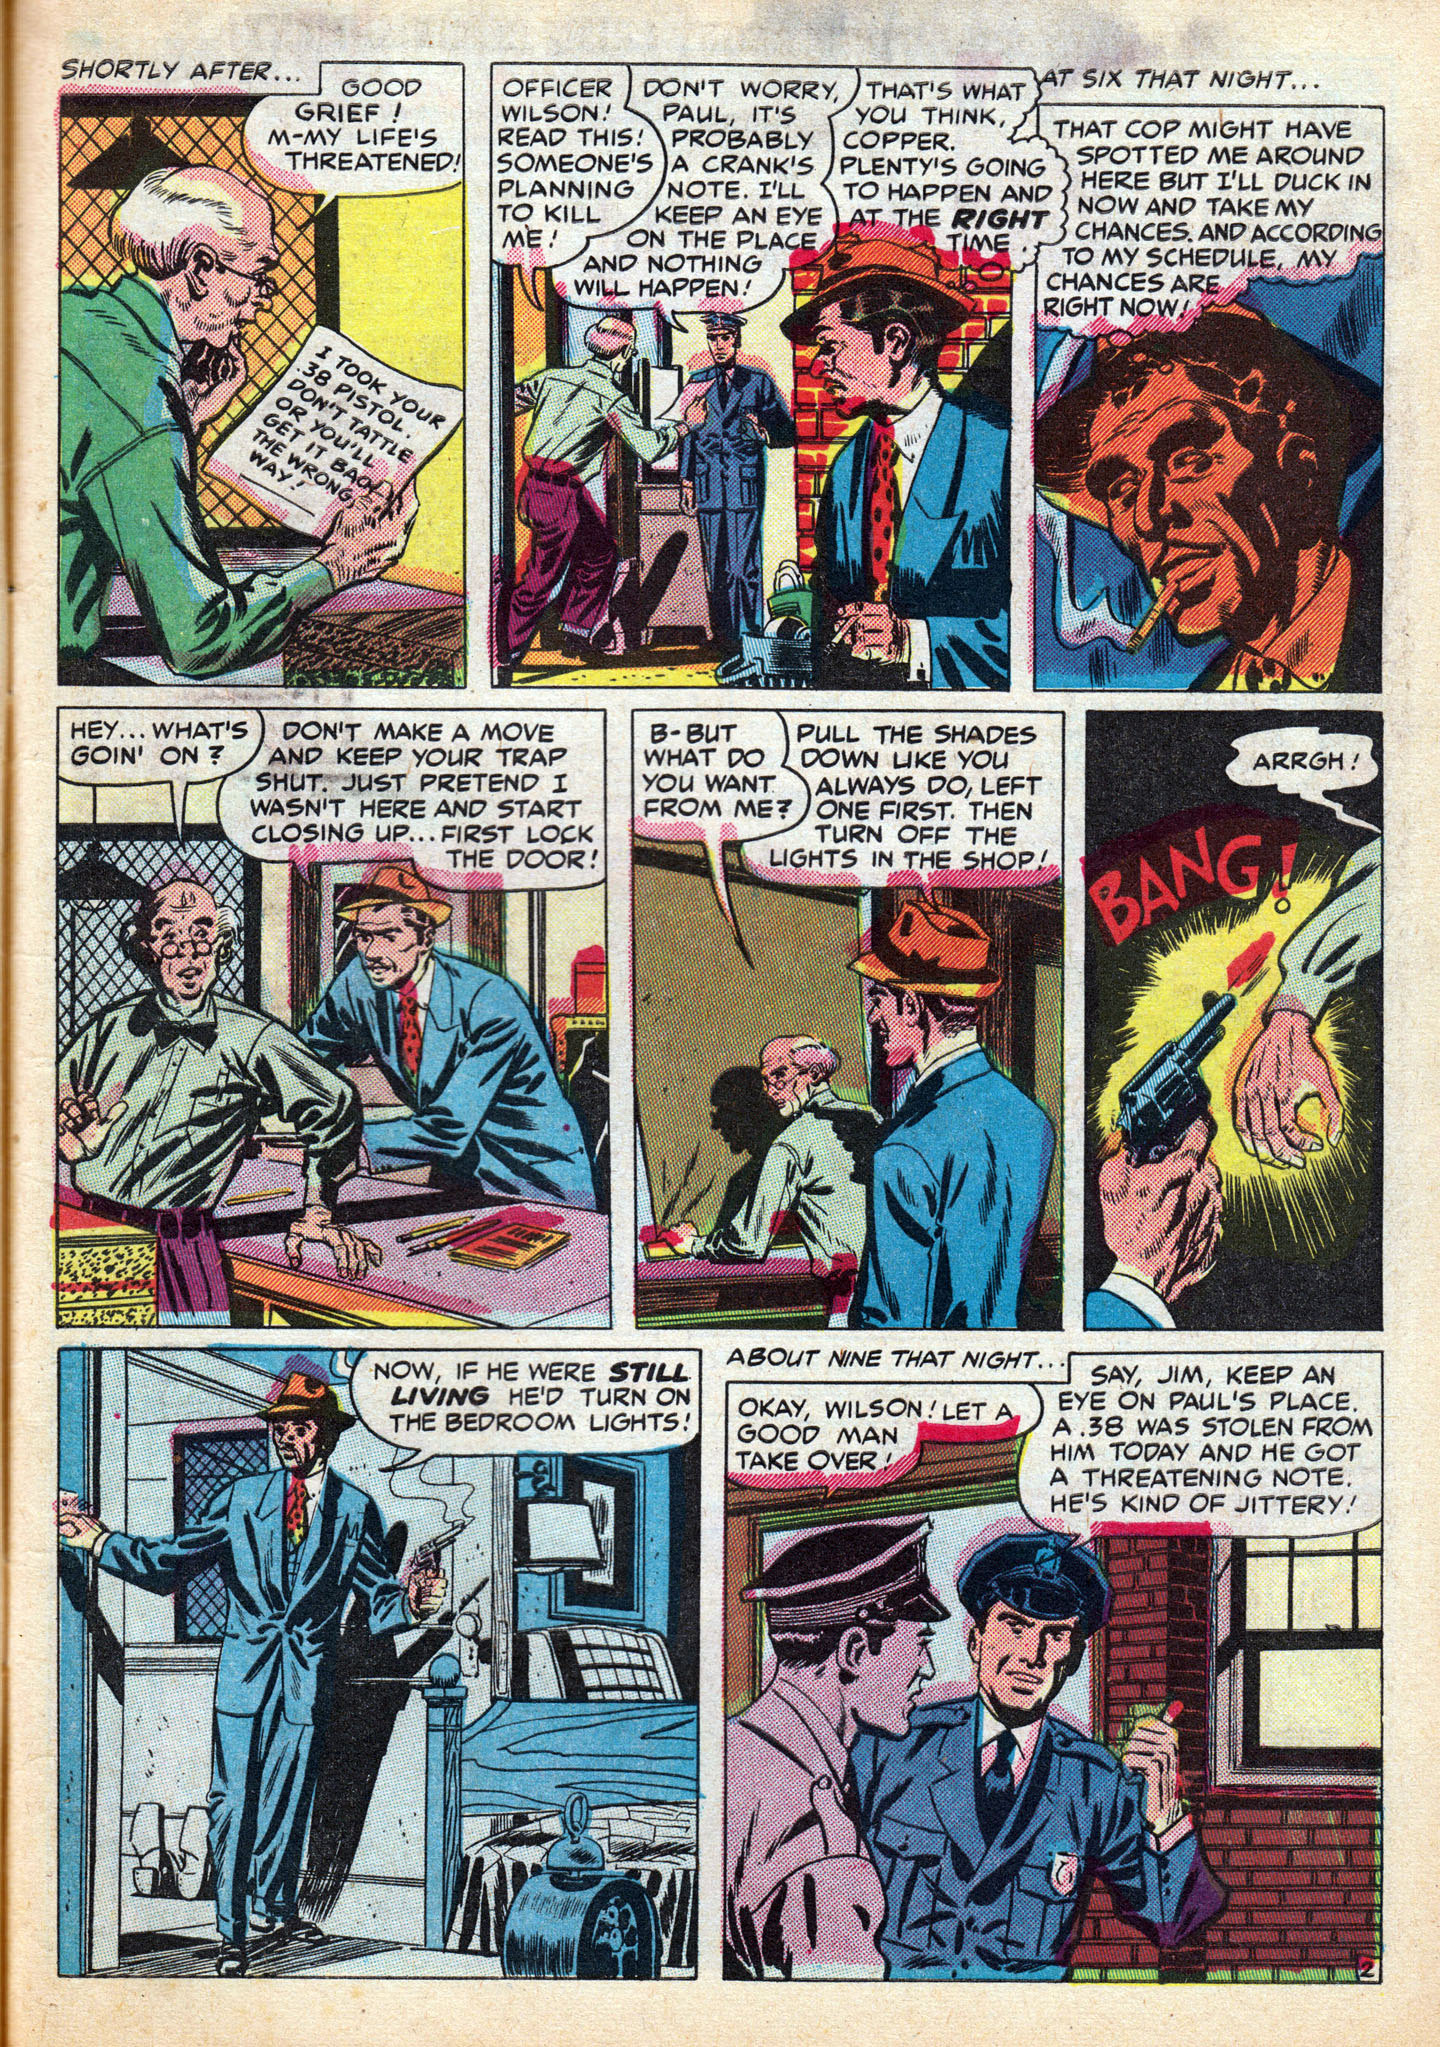 SHORTLY AFTER...
GOOD
GRIEF!
M-MY LIFE'S
THREATENED!
I TOOK YOUR
.38 PISTOL.
DON'T TATTLE
OR YOU'LL
GET IT BACK
THE WRONG
WAY!
OFFICER
WILSON!
READ THIS!
SOMEONE'S
PLANNING
TO KILL
ME!
DON'T WORRY,
PAUL, IT'S
PROBABLY
A CRANK'S
NOTE. I'LL
KEEP AN EYE
ON THE PLACE
AND NOTHING
WILL HAPPEN!
THAT'S WHAT
YOU THINK,
COPPER.
PLENTY'S GOING
TO HAPPEN AND
AT THE RIGHT
TIME.
AT SIX THAT NIGHT...
THAT COP MIGHT HAVE
SPOTTED ME AROUND
HERE BUT I'LL DUCK IN
NOW AND TAKE MY
CHANCES. AND ACCORDING
TO MY SCHEDULE, MY
CHANCES ARE
RIGHT NOW!
HEY... WHAT'S
GOIN' ON?
DON'T MAKE A MOVE
AND KEEP YOUR TRAP
SHUT. JUST PRETEND I
WASN'T HERE AND START
CLOSING UP... FIRST LOCK
THE DOOR!
B-BUT
WHAT DO
YOU WANT
FROM ME?
PULL THE SHADES
DOWN LIKE YOU
ALWAYS DO, LEFT
ONE FIRST. THEN
TURN OFF THE
LIGHTS IN THE SHOP!
ARRGH!
BANG!
NOW, IF HE WERE STILL
LIVING HE'D TURN ON
THE BEDROOM LIGHTS!
ABOUT NINE THAT NIGHT...
OKAY, WILSON! LET A
GOOD MAN
TAKE OVER!
SAY, JIM, KEEP AN
EYE ON PAUL'S PLACE.
A .38 WAS STOLEN FROM
HIM TODAY AND HE GOT
A THREATENING NOTE.
HE'S KIND OF JITTERY!
2